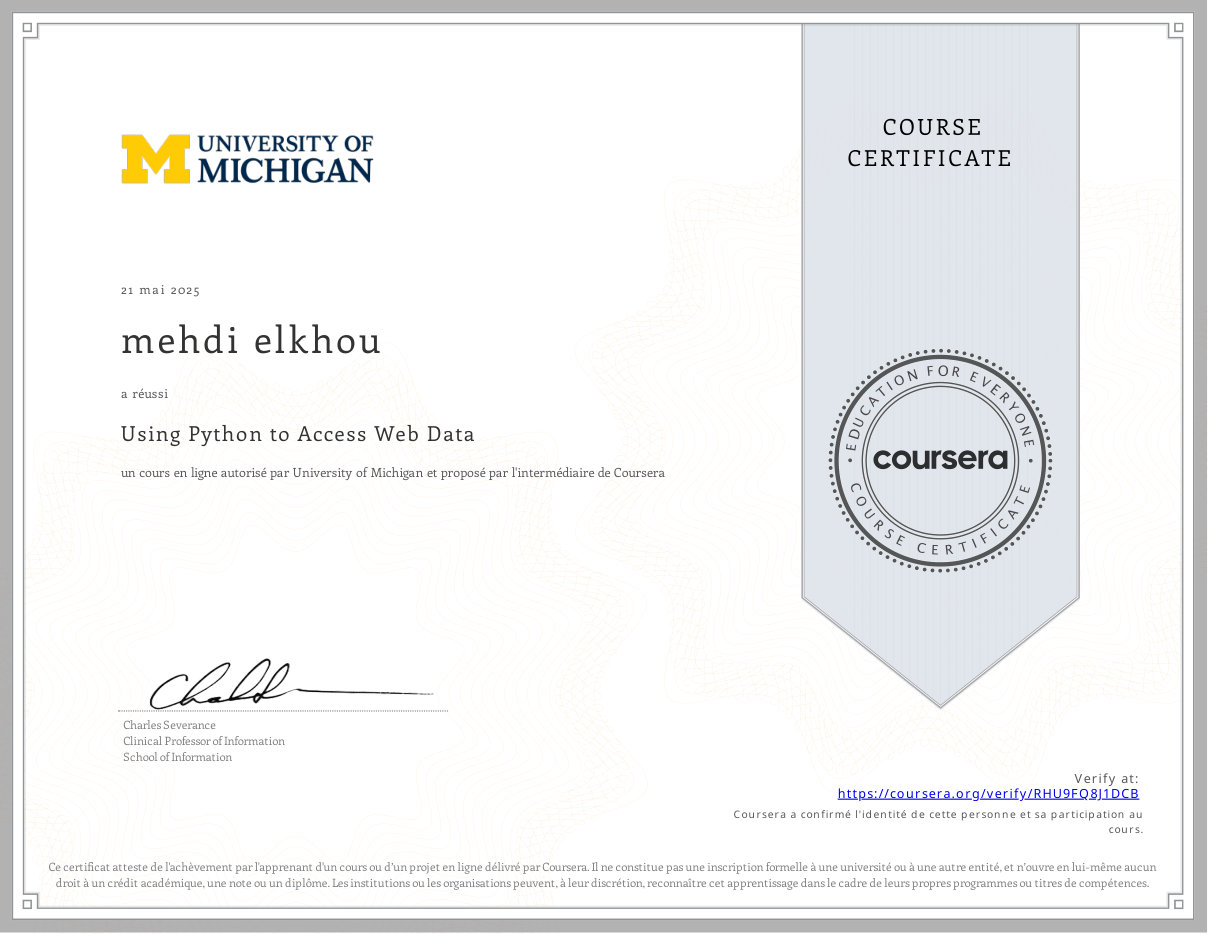 UNIVERSITY OF
MICHIGAN
COURSE
CERTIFICATE
21 mai 2025
mehdi elkhou
a réussi
Using Python to Access Web Data
un cours en ligne autorisé par University of Michigan et proposé par l'intermédiaire de Coursera
EDUCATION FOR EVERYONE
coursera
COURSE CERTIFICATE
Charles Severance
Clinical Professor of Information
School of Information
Verify at:
https://coursera.org/verify/RHU9FQ8J1DCB
Coursera a confirmé l'identité de cette personne et sa participation au
cours.
Ce certificat atteste de l'achèvement par l'apprenant d'un cours ou d'un projet en ligne délivré par Coursera. Il ne constitue pas une inscription formelle à une université ou à une autre entité, et n'ouvre en lui-même aucun
droit à un crédit académique, une note ou un diplôme. Les institutions ou les organisations peuvent, à leur discrétion, reconnaître cet apprentissage dans le cadre de leurs propres programmes ou titres de compétences.